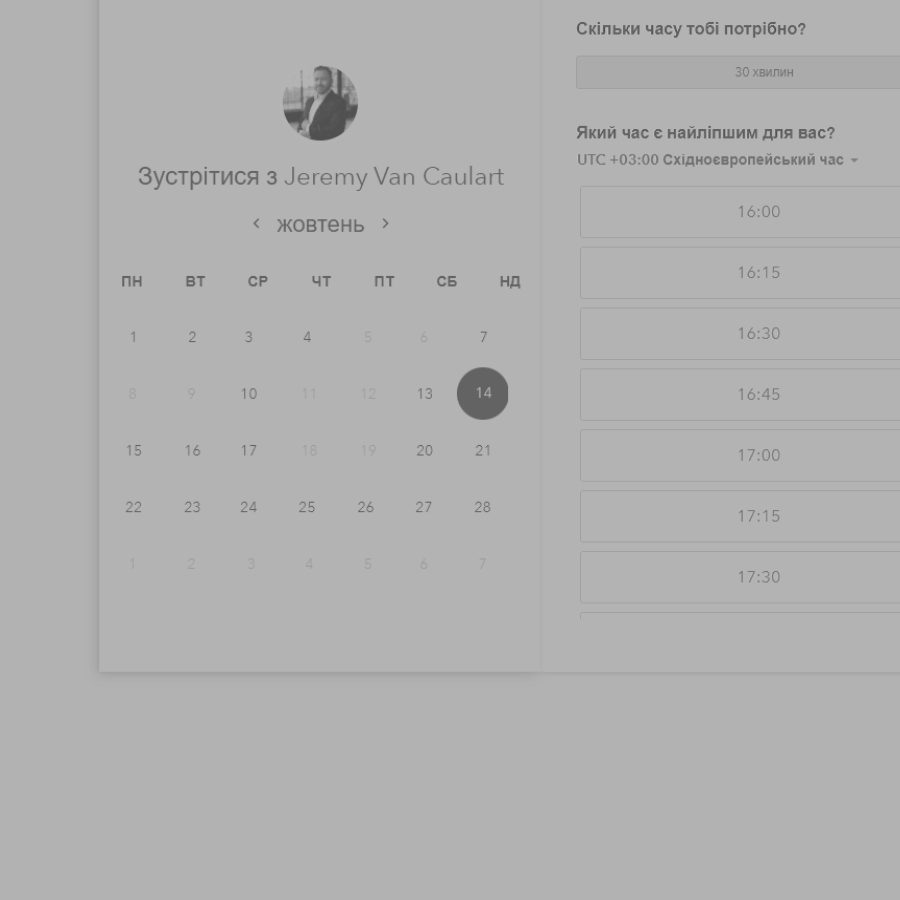 Зустрітися з Jeremy Van Caulart
жовтень
ПН ВТ СР ЧТ ПТ СБ НД
1 2 3 4 5 6 7
8 9 10 11 12 13 14
15 16 17 18 19 20 21
22 23 24 25 26 27 28
1 2 3 4 5 6 7
Скільки часу тобі потрібно?
30 хвилин
Який час є найліпшим для вас?
UTC +03:00 Східноєвропейський час
16:00
16:15
16:30
16:45
17:00
17:15
17:30